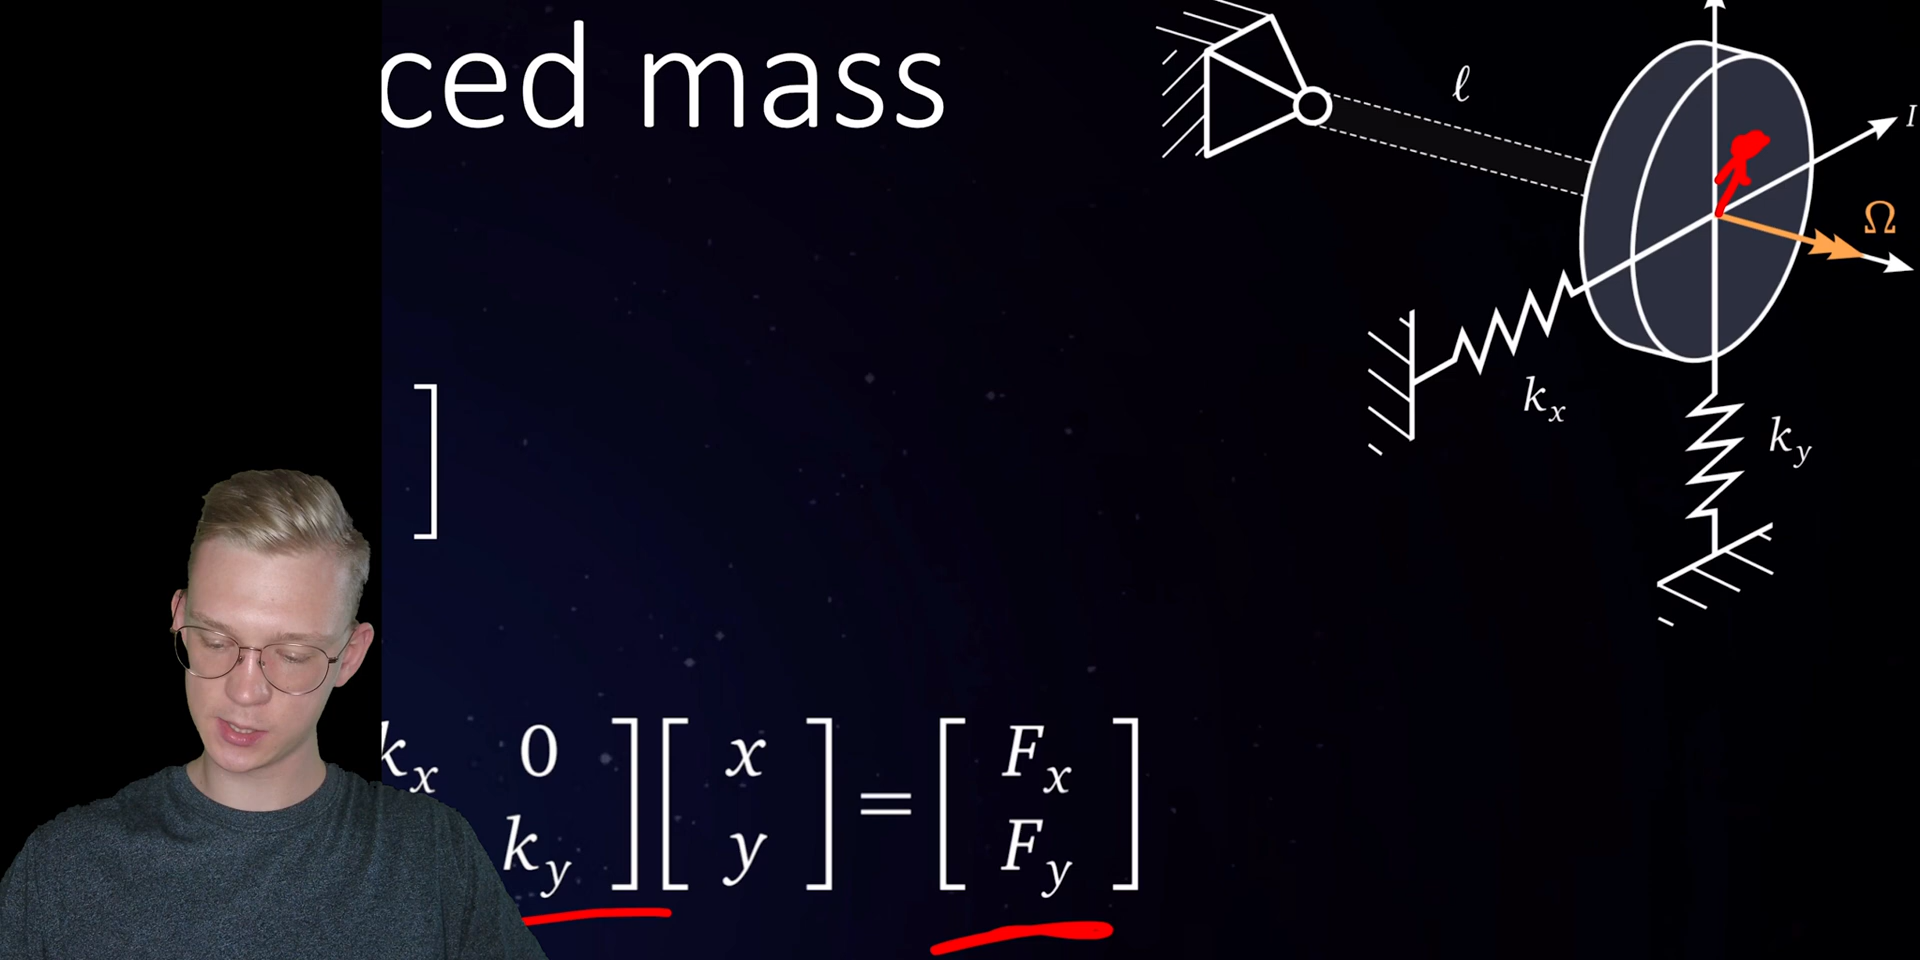 ced mass
ℓ
I
Ω
k_x
k_y
]
k_x 0 ] [ x ] = [ F_x ]
k_y ] [ y ] = [ F_y ]